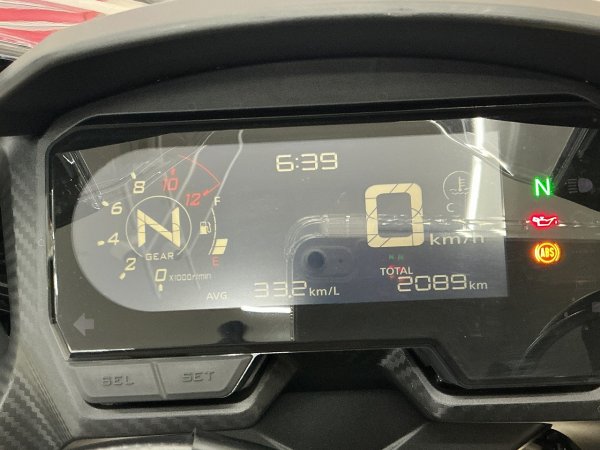 6:39
8
10
12
6
4
2
0
N
GEAR
X1000r/min
F
E
C
0 km/h
AVG 33.2 km/L
TOTAL 2089 km
N
ABS
SEL SET